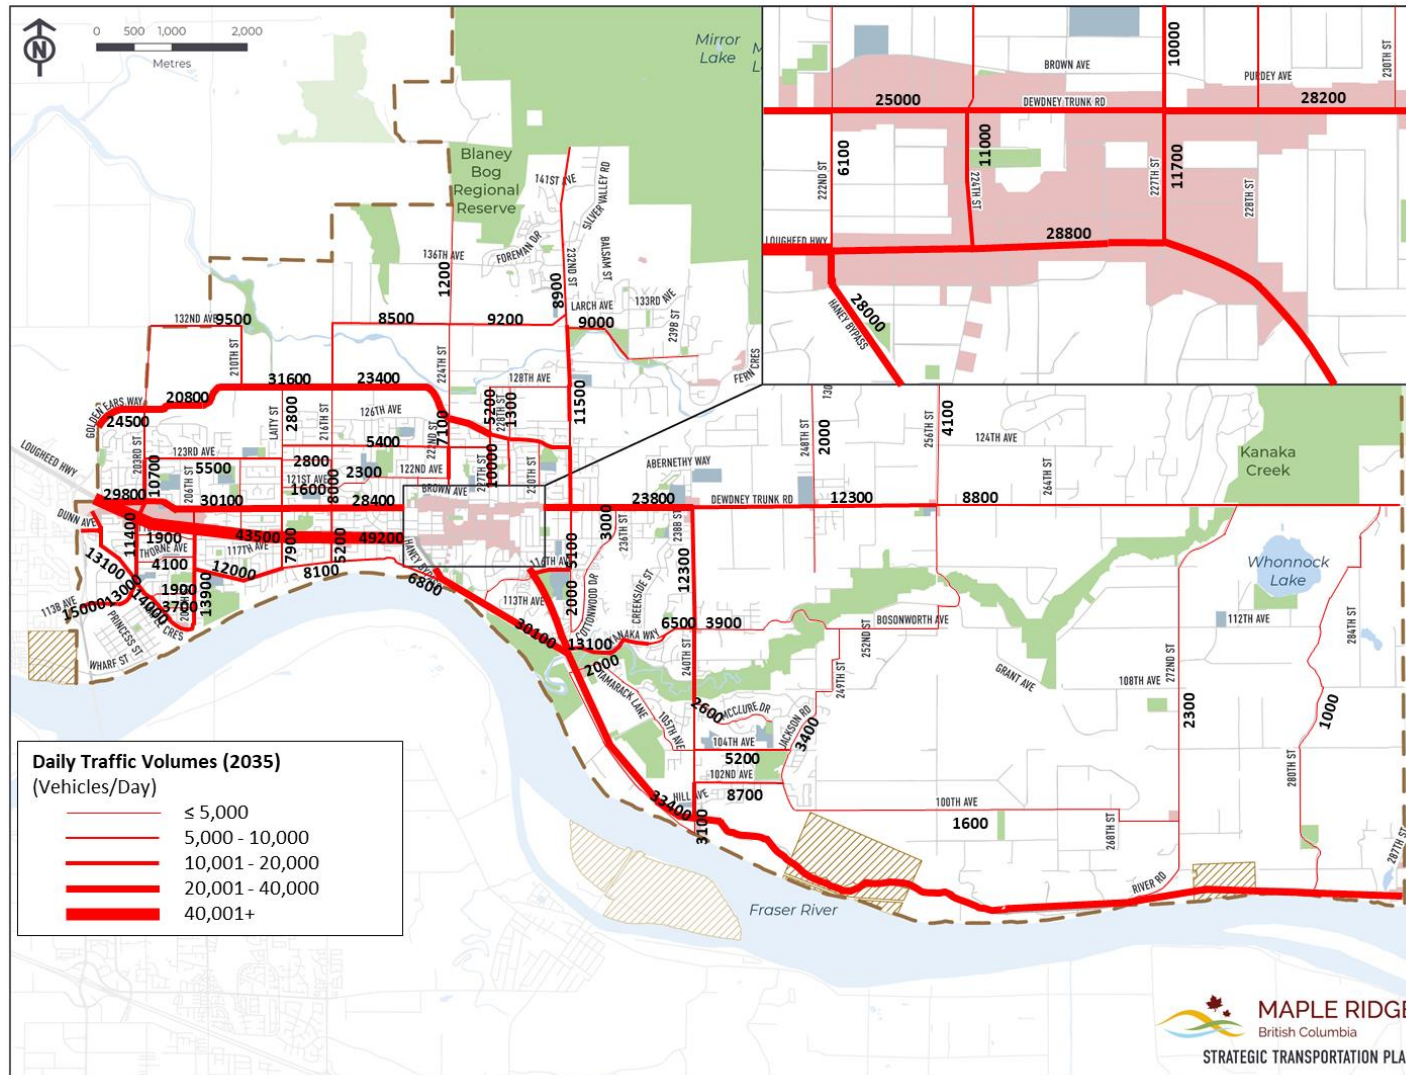 0 500 1,000 2,000
Metres
N
Mirror
Lake
Blaney
Bog
Regional
Reserve
141ST AVE
SILVER VALLEY RD
FOREMAN DR
136TH AVE
1200
232ND ST
8900
BALSAM ST
LARCH AVE
133RD AVE
239B ST
FERN CRES
132ND AVE
9500
8500
9200
9000
210TH ST
224TH ST
128TH AVE
31600
23400
20800
GOLDEN EARS WAY
24500
LAITY ST
2800
216TH ST
126TH AVE
222ND ST
7100
5200
228TH ST
1300
11500
LOUGHEED HWY
203RD ST
10700
123RD AVE
5500
206TH ST
5400
2800
2300
121ST AVE
1600
8000
122ND AVE
BROWN AVE
227TH ST
10000
230TH ST
29800
30100
28400
DUNN AVE
11400
1900
THORNE AVE
4100
43500
49200
117TH AVE
7900
5200
12000
8100
13100
1900
3700
13900
15000
13000
14000
113B AVE
PRINCESS ST
WHARF ST
HANEY BYPASS
6800
116TH AVE
5100
3000
113TH AVE
2000
COTTONWOOD DR
236TH ST
CREEKSIDE ST
238B ST
12300
30100
13100
KANAKA WAY
6500
3900
2000
TAMARACK LANE
240TH ST
105TH AVE
2600
MCCLURE DR
104TH AVE
5200
102ND AVE
8700
JACKSON RD
3400
33400
HILL AVE
3100
ABERNETHY WAY
23800
DEWDNEY TRUNK RD
12300
8800
248TH ST
2000
256TH ST
4100
124TH AVE
264TH ST
Kanaka
Creek
Whonnock
Lake
BOSONWORTH AVE
252ND ST
249TH ST
112TH AVE
284TH ST
GRANT AVE
108TH AVE
272ND ST
2300
1000
280TH ST
100TH AVE
1600
268TH ST
RIVER RD
287TH ST
Fraser River
BROWN AVE
10000
PURDEY AVE
230TH ST
25000
DEWDNEY TRUNK RD
28200
222ND ST
6100
11000
224TH ST
227TH ST
11700
228TH ST
LOUGHEED HWY
28800
28000
HANEY BYPASS
Daily Traffic Volumes (2035)
(Vehicles/Day)
≤ 5,000
5,000 - 10,000
10,001 - 20,000
20,001 - 40,000
40,001+
MAPLE RIDGE
British Columbia
STRATEGIC TRANSPORTATION PLA